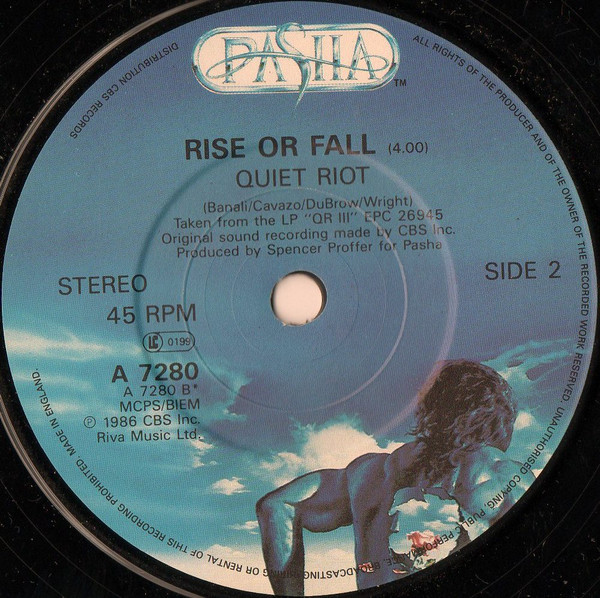 PASHA
TM
RISE OR FALL (4.00)
QUIET RIOT
(Banali/Cavazo/DuBrow/Wright)
Taken from the LP "QR III" EPC 26945
Original sound recording made by CBS Inc.
Produced by Spencer Proffer for Pasha
STEREO
SIDE 2
45 RPM
LC 0199
A 7280
A 7280 B*
MCPS/BIEM
℗ 1986 CBS Inc.
Riva Music Ltd.
DISTRIBUTION CBS RECORDS
ALL RIGHTS OF THE PRODUCER AND OF THE OWNER OF THE RECORDED WORK RESERVED. UNAUTHORISED COPYING, PUBLIC PERFORMANCE, BROADCASTING, HIRING OR RENTAL OF THIS RECORDING PROHIBITED. MADE IN ENGLAND.